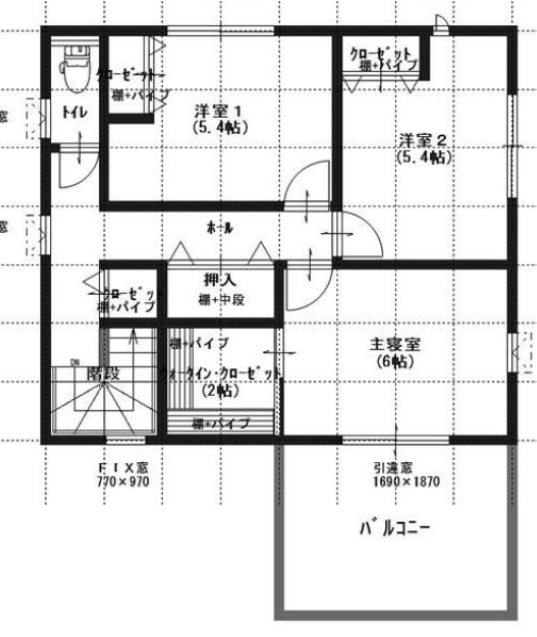 クローゼット
棚+パイプ
トイレ
洋室1
(5.4帖)
クローゼット
棚+パイプ
洋室2
(5.4帖)
窓
窓
ホール
押入
棚+中段
クローゼット
棚+パイプ
棚+パイプ
ウォークイン・クローゼット
(2帖)
棚+パイプ
主寝室
(6帖)
DN
階段
FIX窓
770×970
引違窓
1690×1870
バルコニー